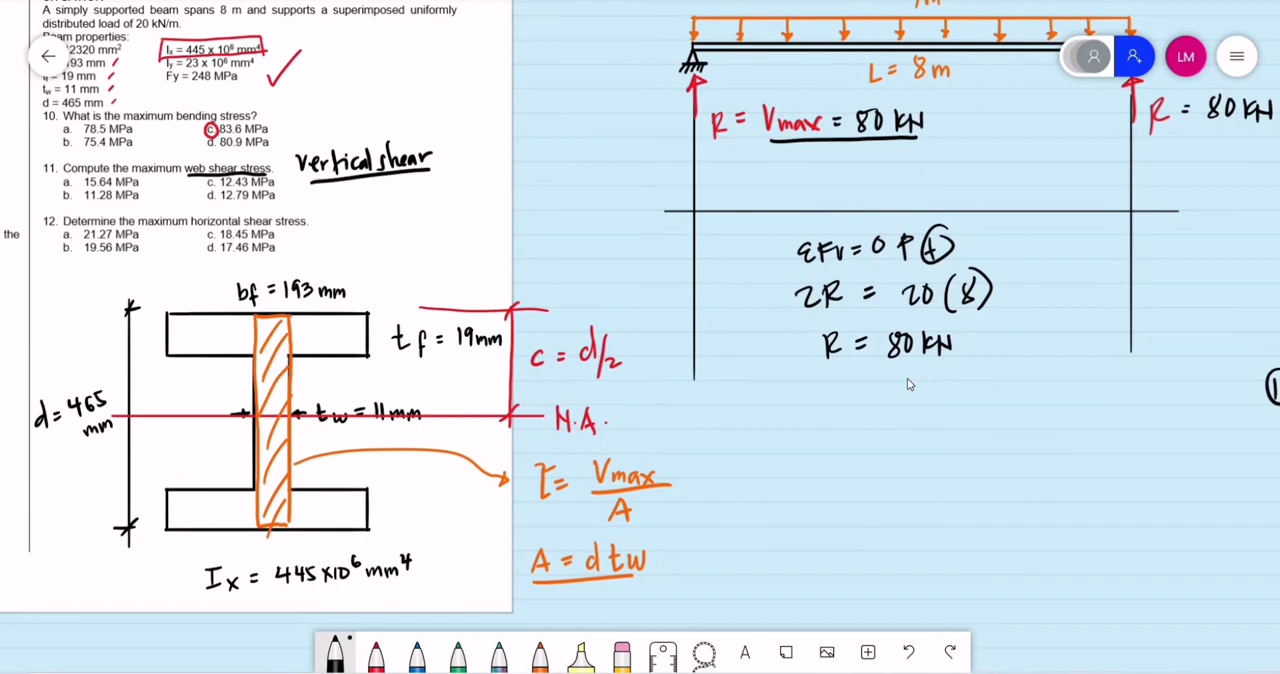 A simply supported beam spans 8 m and supports a superimposed uniformly
distributed load of 20 kN/m.
Beam properties:
2320 mm²
93 mm
= 19 mm
tw = 11 mm
d = 465 mm
Ix = 445 x 10⁶ mm⁴
Iy = 23 x 10⁶ mm⁴
Fy = 248 MPa
10. What is the maximum bending stress?
a. 78.5 MPa
c. 83.6 MPa
b. 75.4 MPa
d. 80.9 MPa
vertical shear
11. Compute the maximum web shear stress.
a. 15.64 MPa
c. 12.43 MPa
b. 11.28 MPa
d. 12.79 MPa
12. Determine the maximum horizontal shear stress.
a. 21.27 MPa
c. 18.45 MPa
b. 19.56 MPa
d. 17.46 MPa
the
bf = 193 mm
tf = 19mm
c = d/2
d = 465
mm
tw = 11mm
N.A.
τ = Vmax
A
A = d tw
Ix = 445 x10⁶ mm⁴
L = 8m
R = Vmax = 80 KN
R = 80KN
ΣFv = 0 ↑ +
2R = 20 (8)
R = 80 KN
LM
A